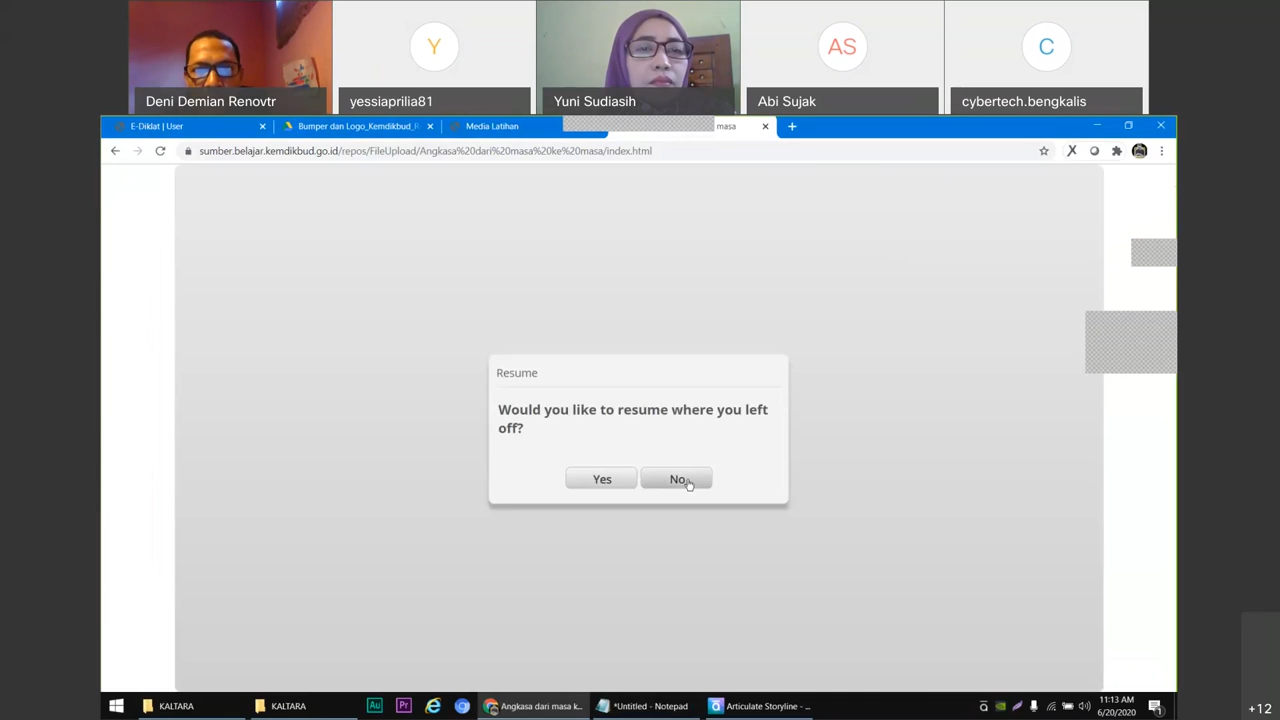 Y
AS
C
Deni Demian Renovtr
yessiaprilia81
Yuni Sudiasih
Abi Sujak
cybertech.bengkalis
E-Diklat | User
Bumper dan Logo_Kemdikbud_R
Media Latihan
masa
sumber.belajar.kemdikbud.go.id/repos/FileUpload/Angkasa%20dari%20masa%20ke%20masa/index.html
Resume
Would you like to resume where you left
off?
Yes
No
KALTARA
KALTARA
Au
Pr
Angkasa dari masa k...
*Untitled - Notepad
Articulate Storyline - ...
11:13 AM
6/20/2020
+12